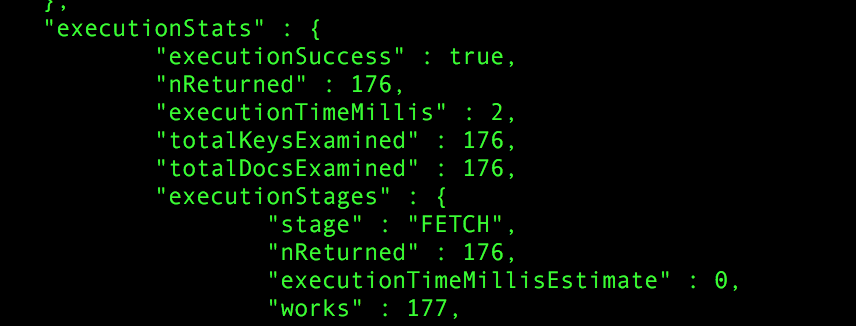 },
"executionStats" : {
"executionSuccess" : true,
"nReturned" : 176,
"executionTimeMillis" : 2,
"totalKeysExamined" : 176,
"totalDocsExamined" : 176,
"executionStages" : {
"stage" : "FETCH",
"nReturned" : 176,
"executionTimeMillisEstimate" : 0,
"works" : 177,